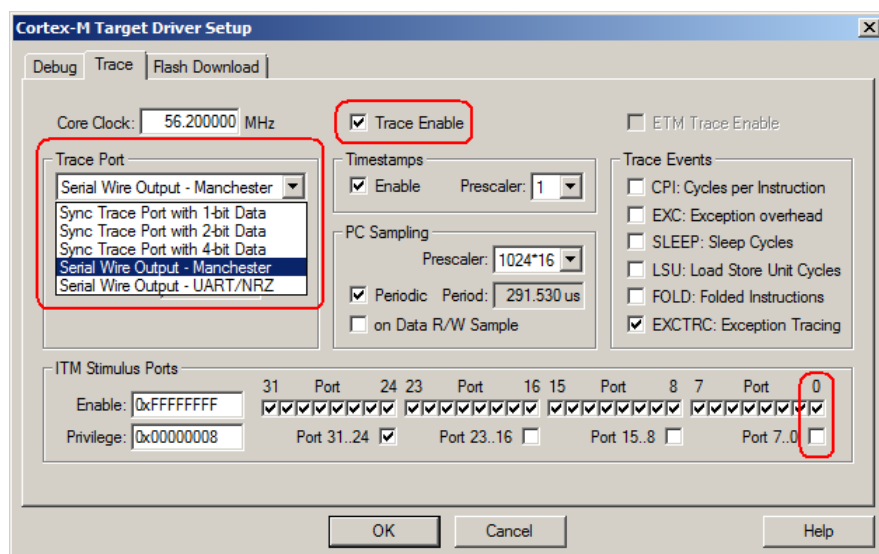 Cortex-M Target Driver Setup
Debug Trace Flash Download
Core Clock: 56.200000 MHz
Trace Enable
ETM Trace Enable
Trace Port
Serial Wire Output - Manchester
Sync Trace Port with 1-bit Data
Sync Trace Port with 2-bit Data
Sync Trace Port with 4-bit Data
Serial Wire Output - Manchester
Serial Wire Output - UART/NRZ
Timestamps
Enable Prescaler: 1
PC Sampling
Prescaler: 1024*16
Periodic Period: 291.530 us
on Data R/W Sample
Trace Events
CPI: Cycles per Instruction
EXC: Exception overhead
SLEEP: Sleep Cycles
LSU: Load Store Unit Cycles
FOLD: Folded Instructions
EXCTRC: Exception Tracing
ITM Stimulus Ports
31 Port 24 23 Port 16 15 Port 8 7 Port 0
Enable: 0xFFFFFFFF
Privilege: 0x00000008 Port 31..24 Port 23..16 Port 15..8 Port 7..0
OK Cancel Help